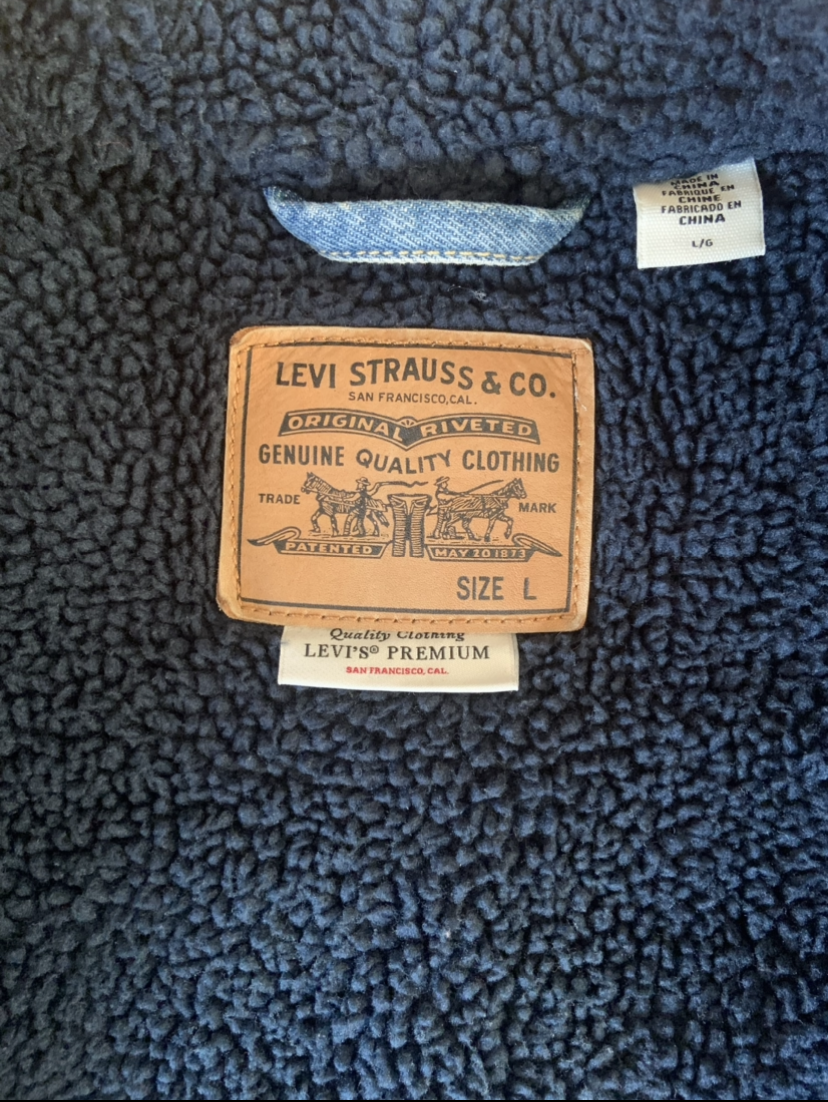 MADE IN
CHINA
FABRIQUE EN
CHINE
FABRICADO EN
CHINA
L/G
LEVI STRAUSS & CO.
SAN FRANCISCO, CAL.
ORIGINAL RIVETED
GENUINE QUALITY CLOTHING
TRADE MARK
PATENTED MAY 20 1873
SIZE L
Quality Clothing
LEVI'S® PREMIUM
SAN FRANCISCO, CAL.